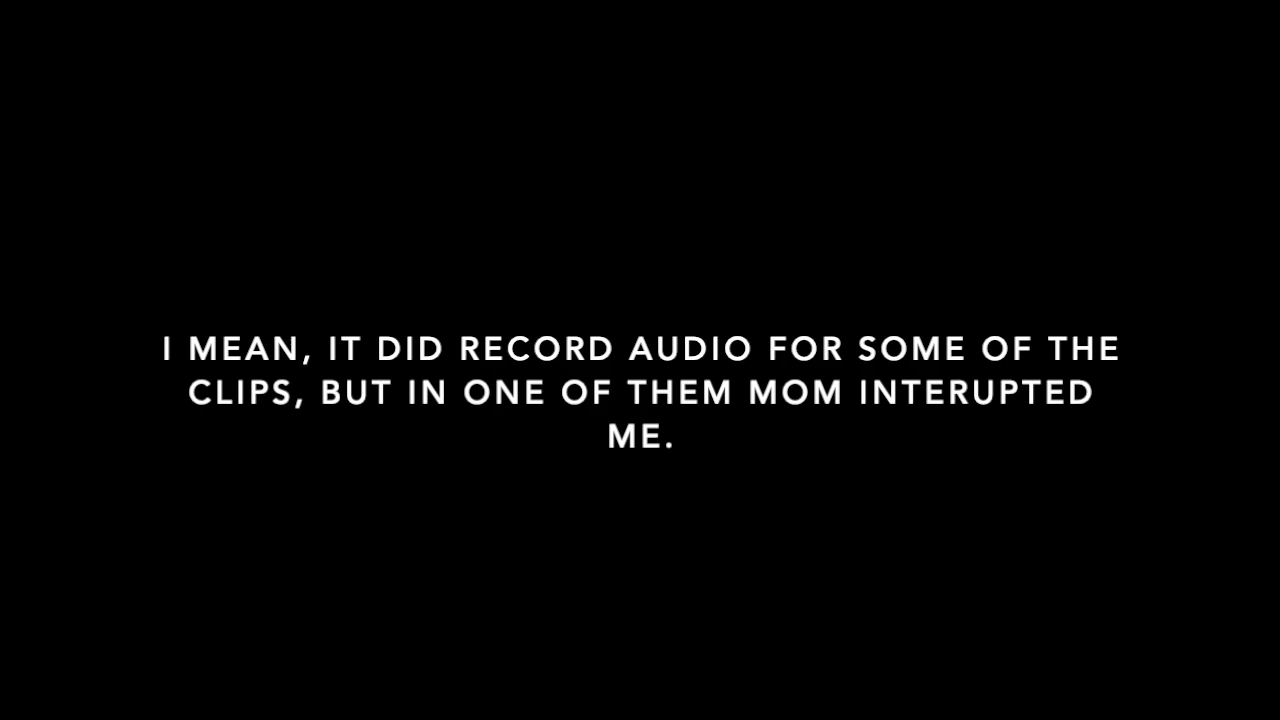 I MEAN, IT DID RECORD AUDIO FOR SOME OF THE
CLIPS, BUT IN ONE OF THEM MOM INTERUPTED
ME.